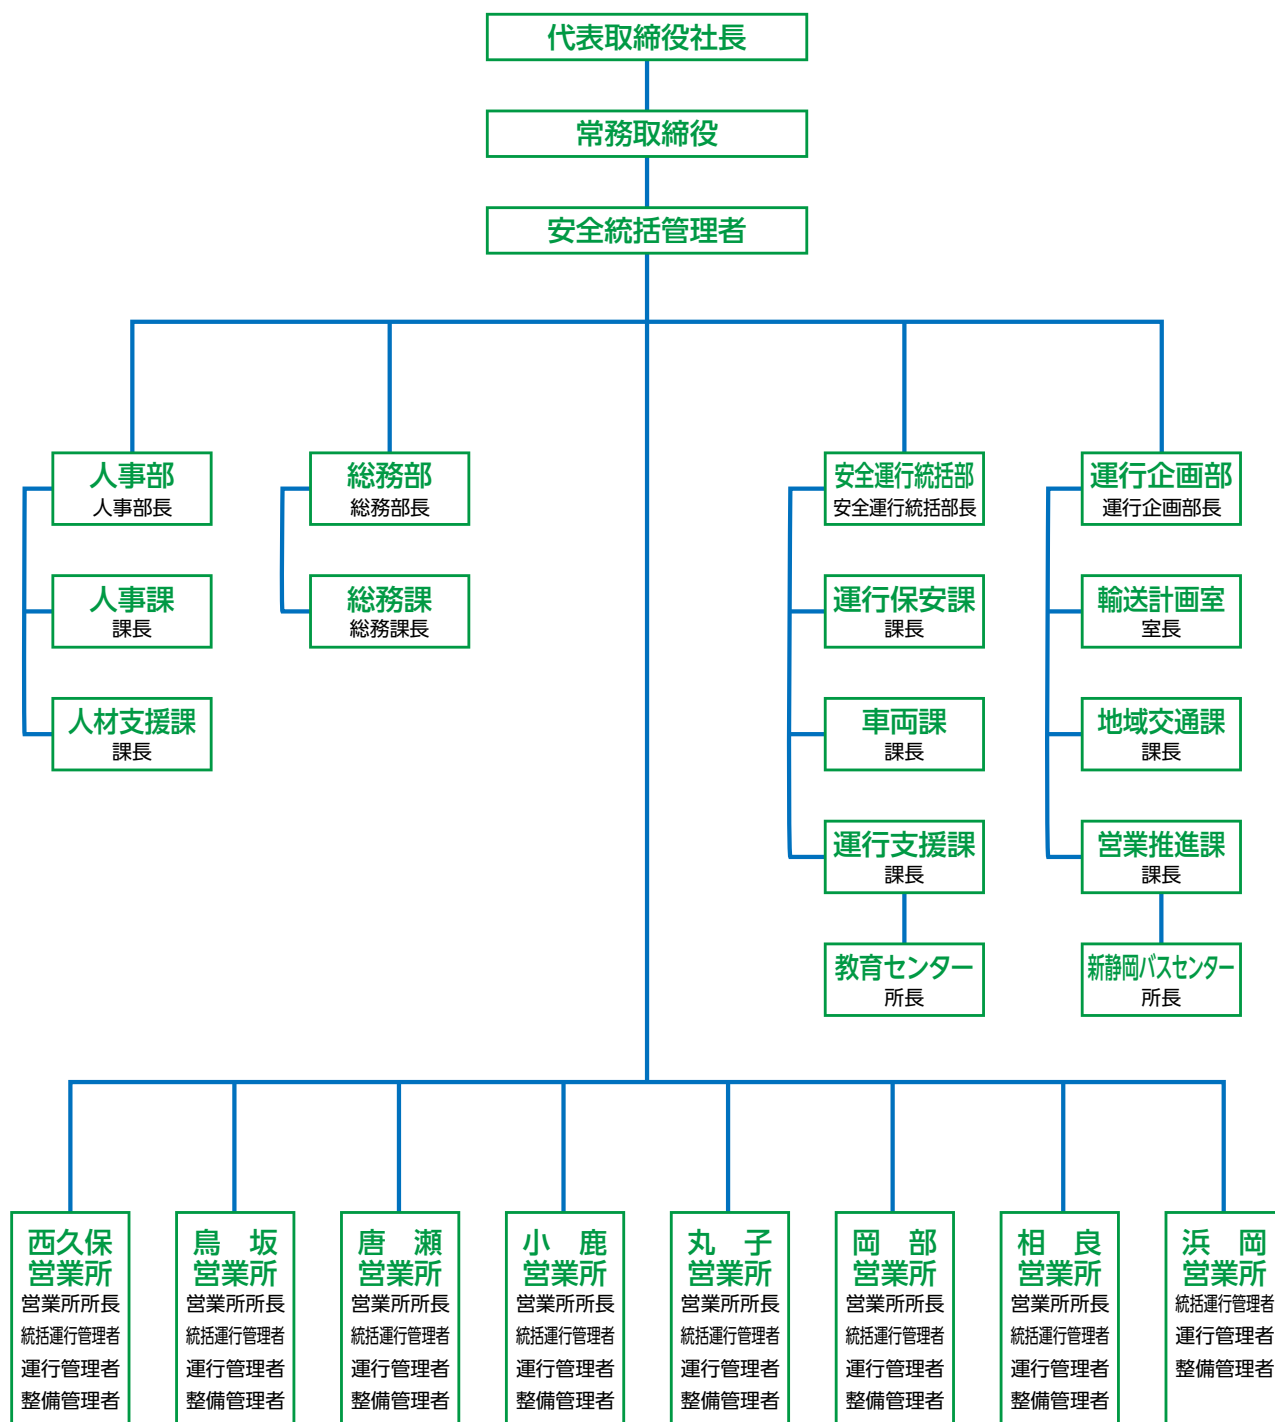 代表取締役社長
常務取締役
安全統括管理者
人事部
人事部長
人事課
課長
人材支援課
課長
総務部
総務部長
総務課
総務課長
安全運行統括部
安全運行統括部長
運行保安課
課長
車両課
課長
運行支援課
課長
教育センター
所長
運行企画部
運行企画部長
輸送計画室
室長
地域交通課
課長
営業推進課
課長
新静岡バスセンター
所長
西久保
営業所
営業所所長
統括運行管理者
運行管理者
整備管理者
鳥　坂
営業所
営業所所長
統括運行管理者
運行管理者
整備管理者
唐　瀬
営業所
営業所所長
統括運行管理者
運行管理者
整備管理者
小　鹿
営業所
営業所所長
統括運行管理者
運行管理者
整備管理者
丸　子
営業所
営業所所長
統括運行管理者
運行管理者
整備管理者
岡　部
営業所
営業所所長
統括運行管理者
運行管理者
整備管理者
相　良
営業所
営業所所長
統括運行管理者
運行管理者
整備管理者
浜　岡
営業所
統括運行管理者
運行管理者
整備管理者